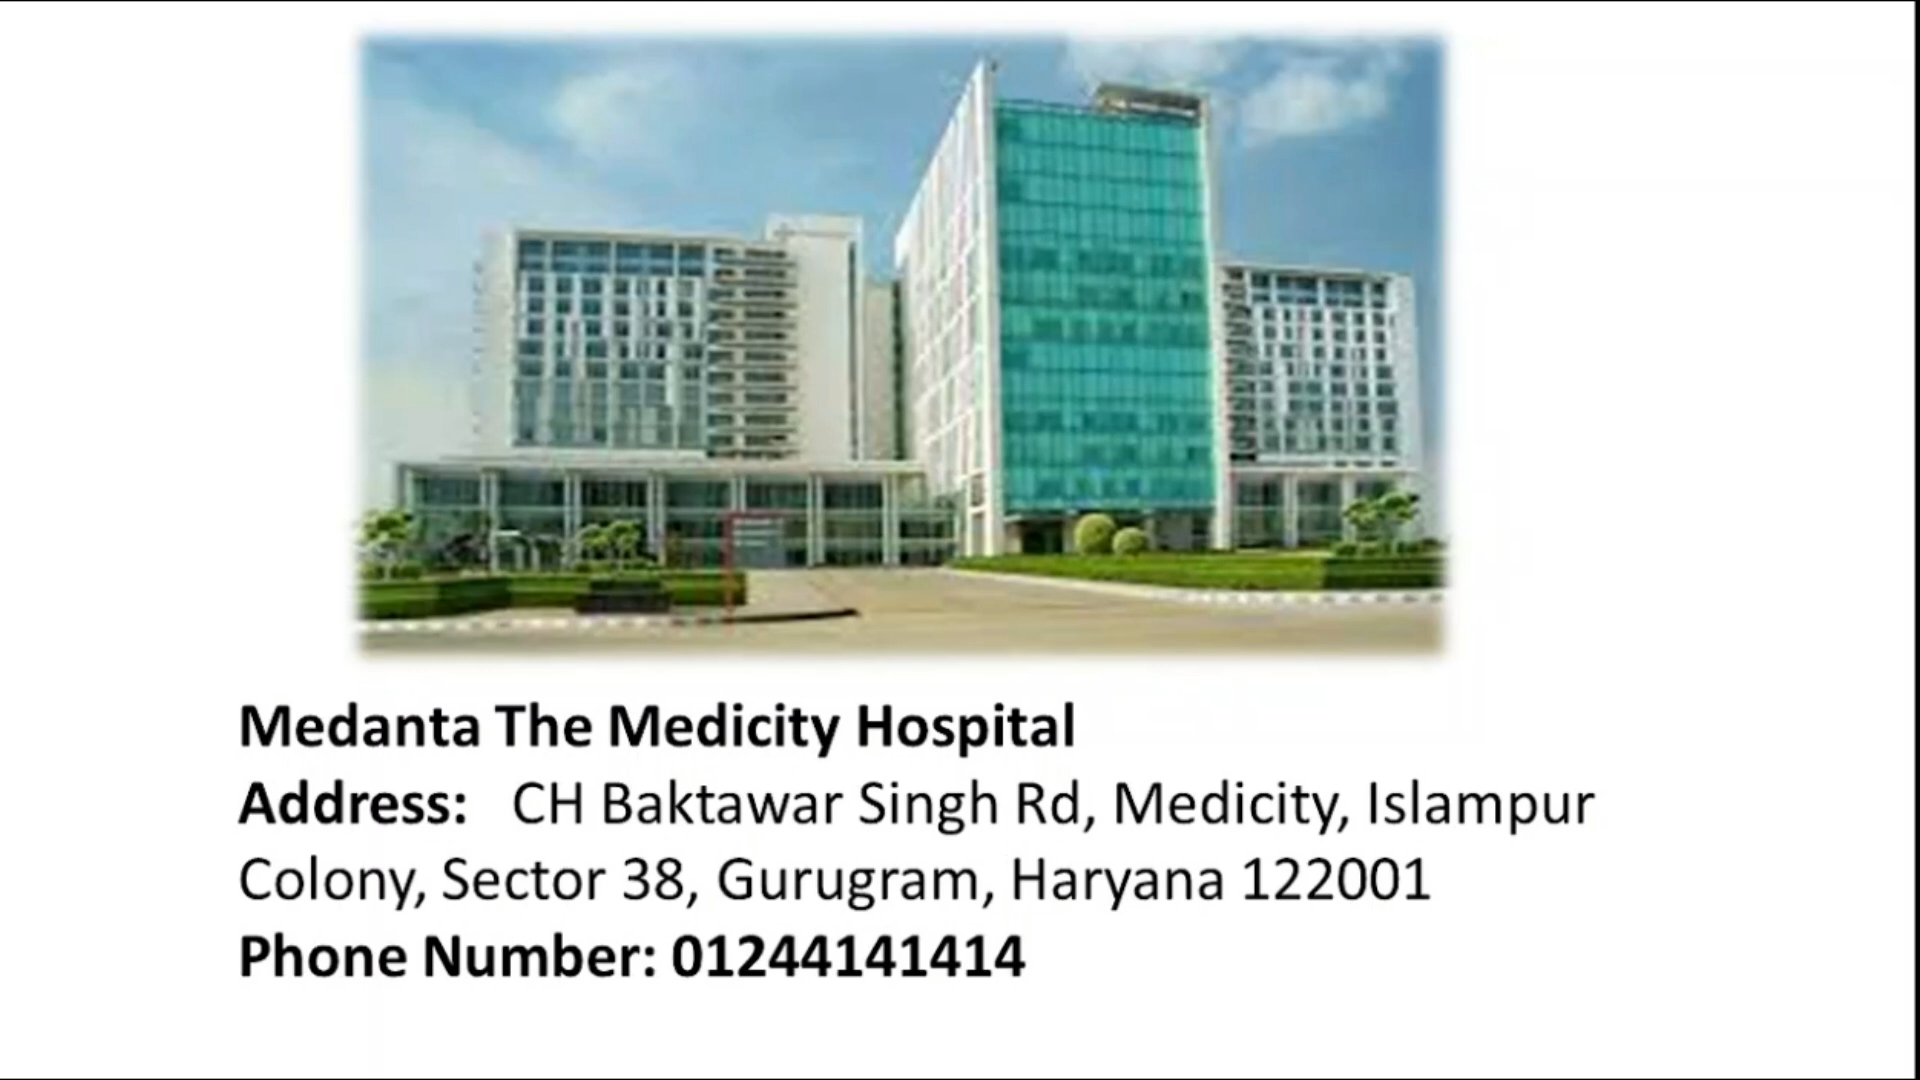 Medanta The Medicity Hospital
Address: CH Baktawar Singh Rd, Medicity, Islampur
Colony, Sector 38, Gurugram, Haryana 122001
Phone Number: 01244141414